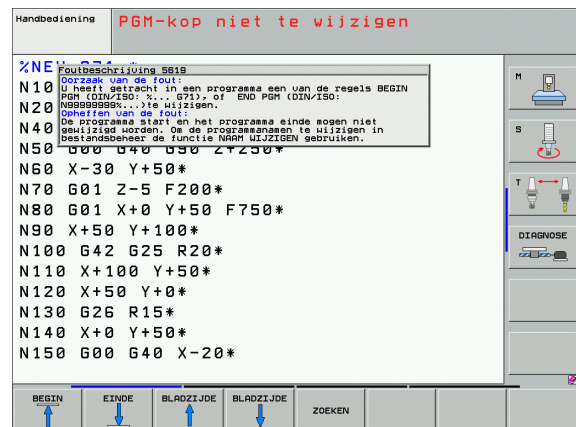 Handbediening
PGM-kop niet te wijzigen
%NEU G71 *
Foutbeschrijving 5619
Oorzaak van de fout:
U heeft getracht in een programma een van de regels BEGIN
PGM (DIN/ISO: %... G71), of END PGM (DIN/ISO:
N99999999%...)te wijzigen.
Opheffen van de fout:
De programma start en het programma einde mogen niet
gewijzigd worden. Om de programmanamen te wijzigen in
bestandsbeheer de functie NAAM WIJZIGEN gebruiken.
N10
N20
N40
N50 G00 G40 G90 Z+250*
N60 X-30 Y+50*
N70 G01 Z-5 F200*
N80 G01 X+0 Y+50 F750*
N90 X+50 Y+100*
N100 G42 G25 R20*
N110 X+100 Y+50*
N120 X+50 Y+0*
N130 G26 R15*
N140 X+0 Y+50*
N150 G00 G40 X-20*
M
S
T
DIAGNOSE
BEGIN
EINDE
BLADZIJDE
BLADZIJDE
ZOEKEN